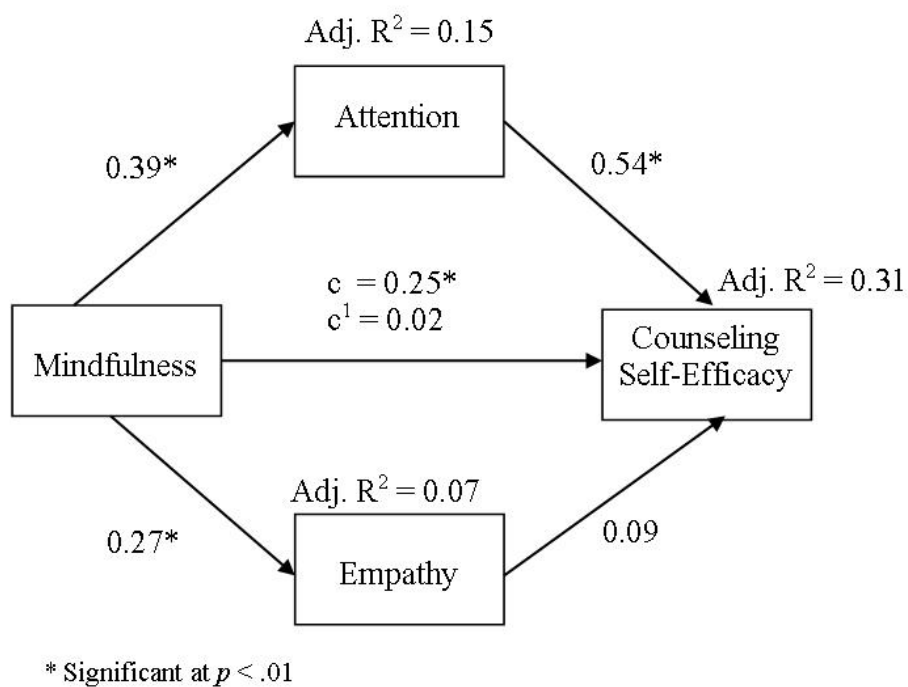 Adj. R² = 0.15
Attention
0.39*
0.54*
c = 0.25*
c¹ = 0.02
Adj. R² = 0.31
Mindfulness
Counseling
Self-Efficacy
Adj. R² = 0.07
0.27*
0.09
Empathy
* Significant at p < .01